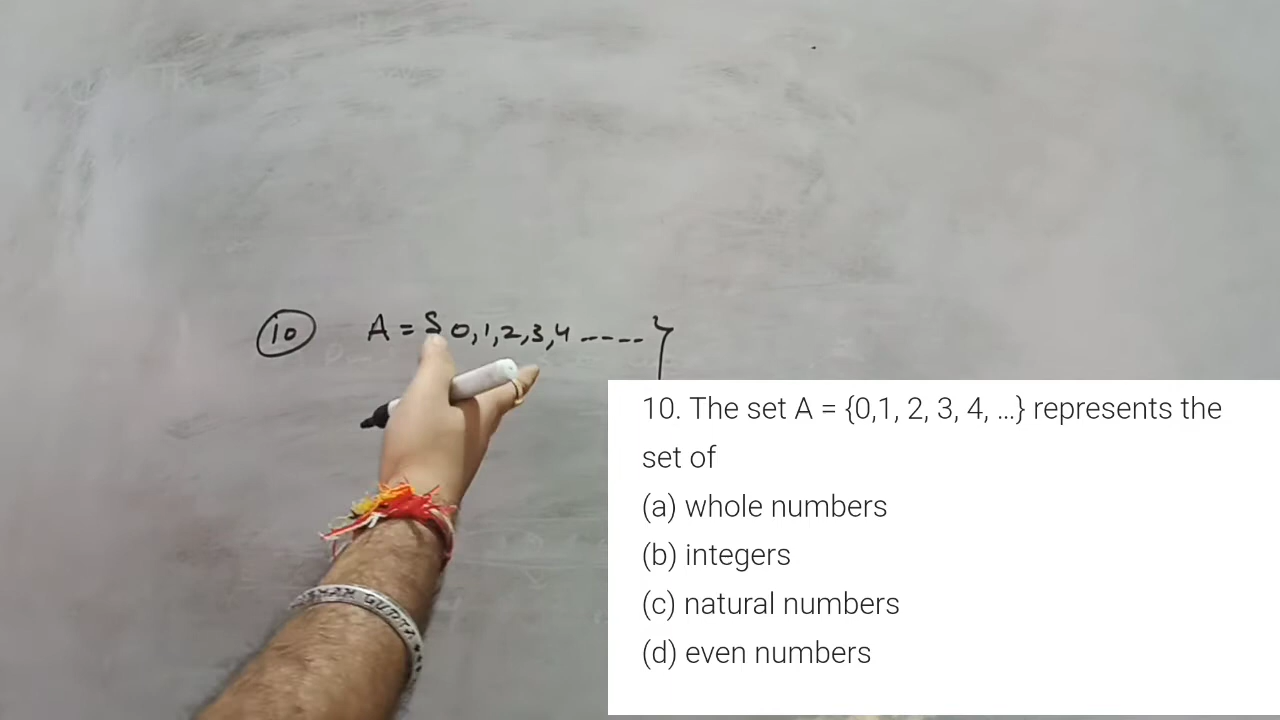 10 A = { 0,1,2,3,4 ----- }
10. The set A = {0,1, 2, 3, 4, ...} represents the
set of
(a) whole numbers
(b) integers
(c) natural numbers
(d) even numbers